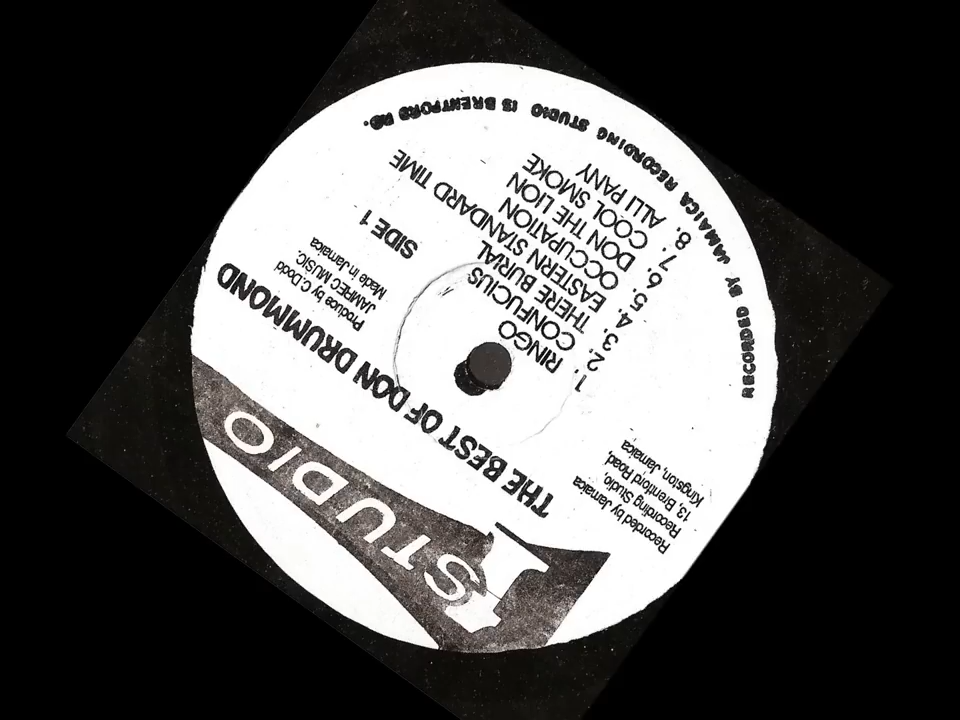 STUDIO 1
THE BEST OF DON DRUMMOND
Recorded by Jamaica
Recording Studio,
13, Brentford Road,
Kingston, Jamaica
Produce by C. Dodd
JAMREC MUSIC.
Made in Jamaica
SIDE 1
1. RINGO
2. CONFUCIUS
3. THERE BURIAL
4. EASTERN STANDARD TIME
5. OCCUPATION
6. DON THE LION
7. COOL SMOKE
8. ALLI PANY
RECORDED BY JAMAICA RECORDING STUDIO 13 BRENTFORD RD.